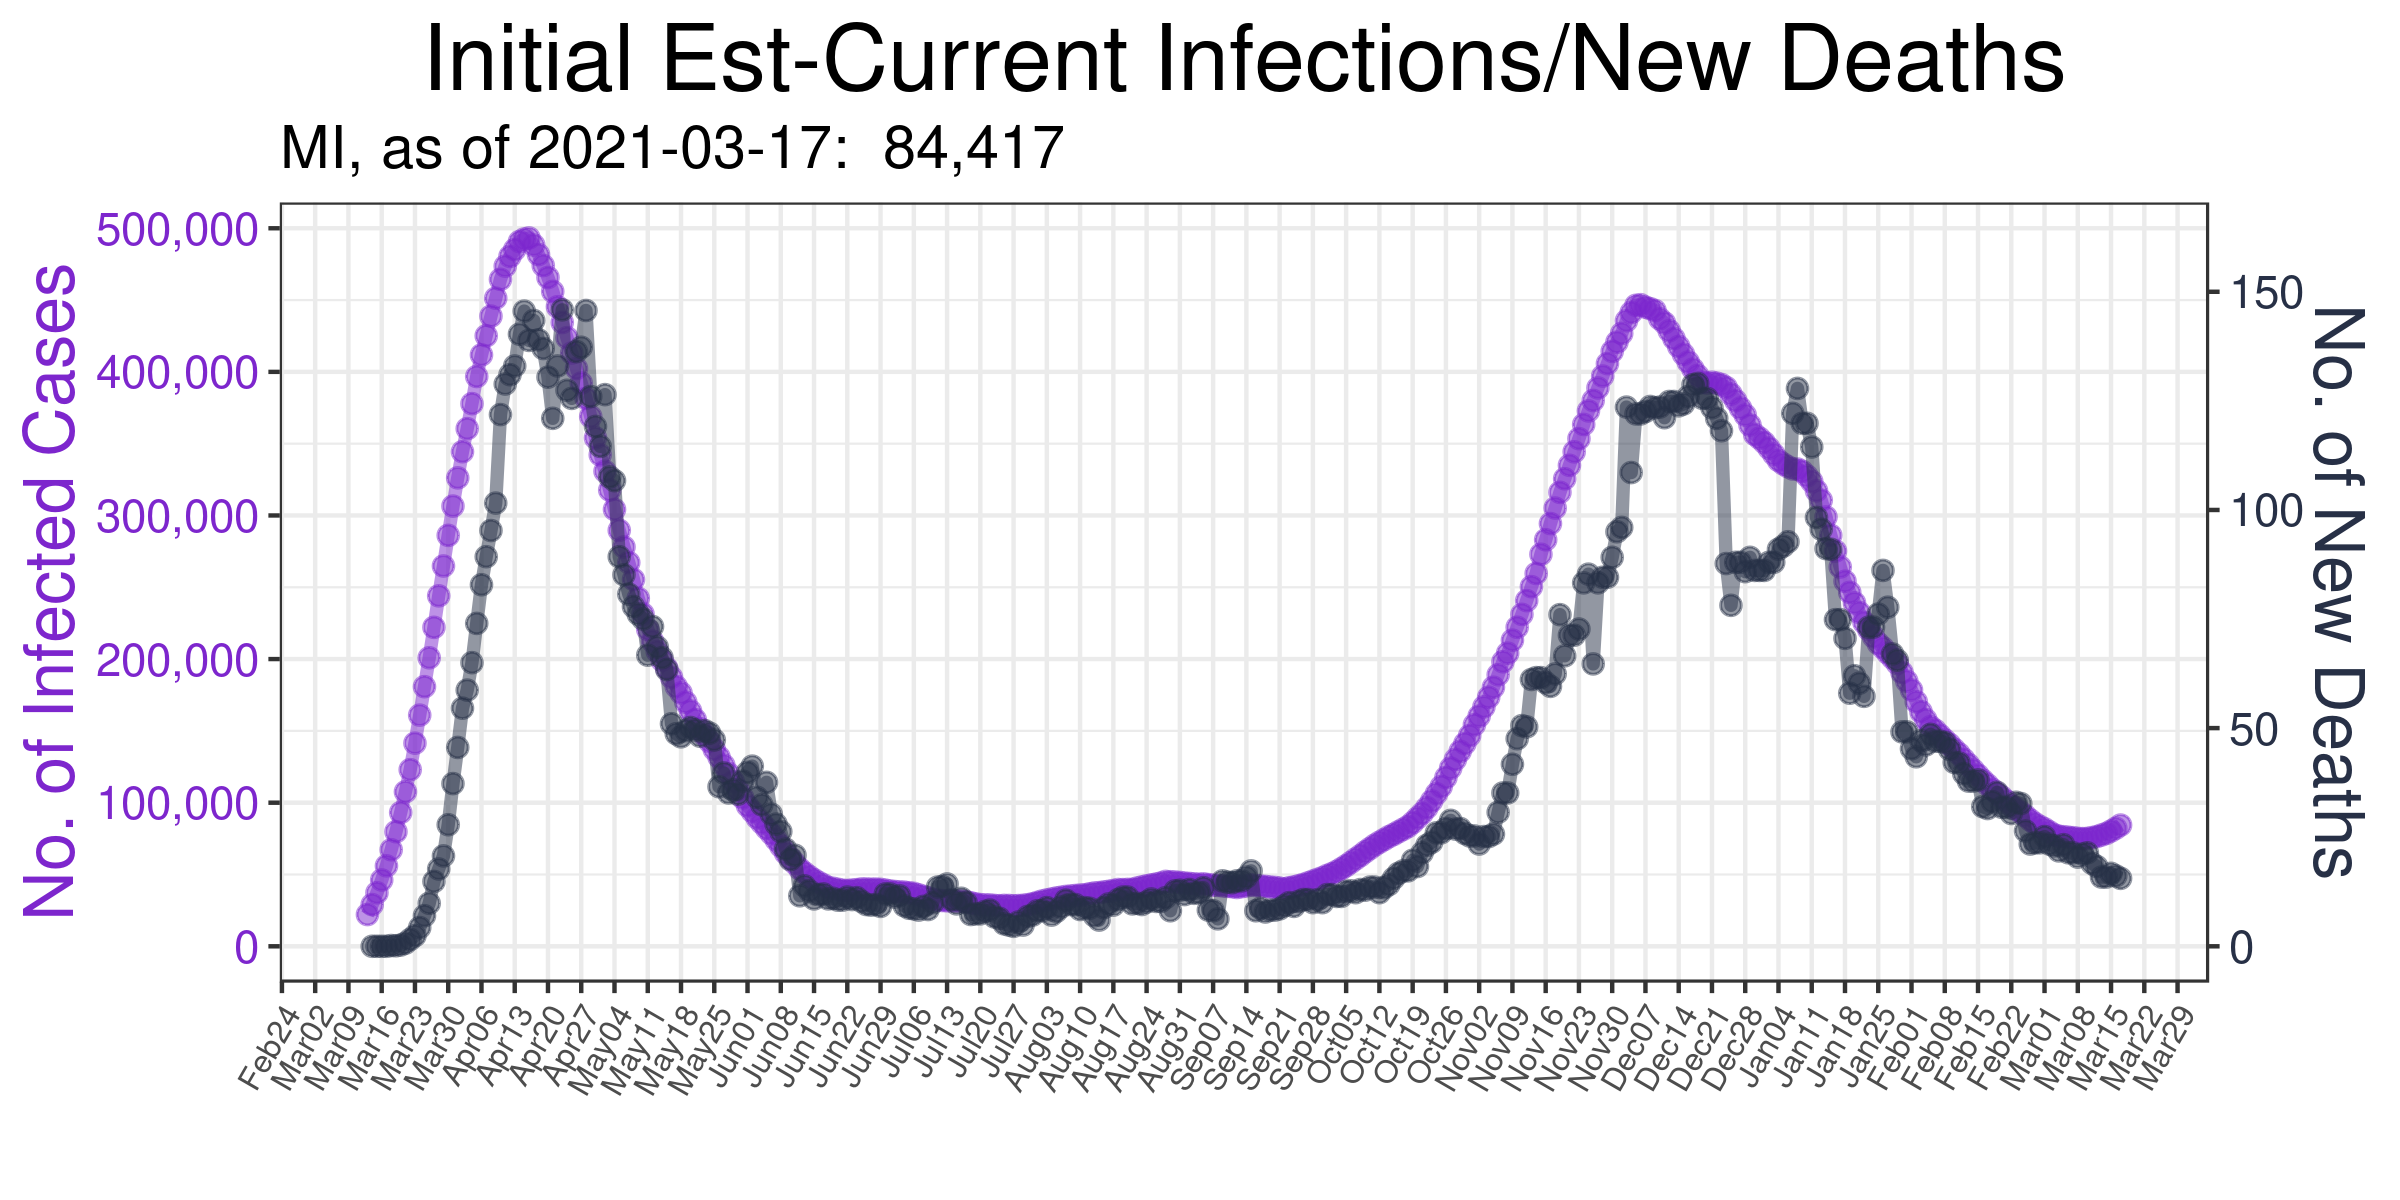 Initial Est-Current Infections/New Deaths
MI, as of 2021-03-17:  84,417
No. of Infected Cases
500,000
400,000
300,000
200,000
100,000
0
150
100
50
0
No. of New Deaths
Feb24
Mar02
Mar09
Mar16
Mar23
Mar30
Apr06
Apr13
Apr20
Apr27
May04
May11
May18
May25
Jun01
Jun08
Jun15
Jun22
Jun29
Jul06
Jul13
Jul20
Jul27
Aug03
Aug10
Aug17
Aug24
Aug31
Sep07
Sep14
Sep21
Sep28
Oct05
Oct12
Oct19
Oct26
Nov02
Nov09
Nov16
Nov23
Nov30
Dec07
Dec14
Dec21
Dec28
Jan04
Jan11
Jan18
Jan25
Feb01
Feb08
Feb15
Feb22
Mar01
Mar08
Mar15
Mar22
Mar29